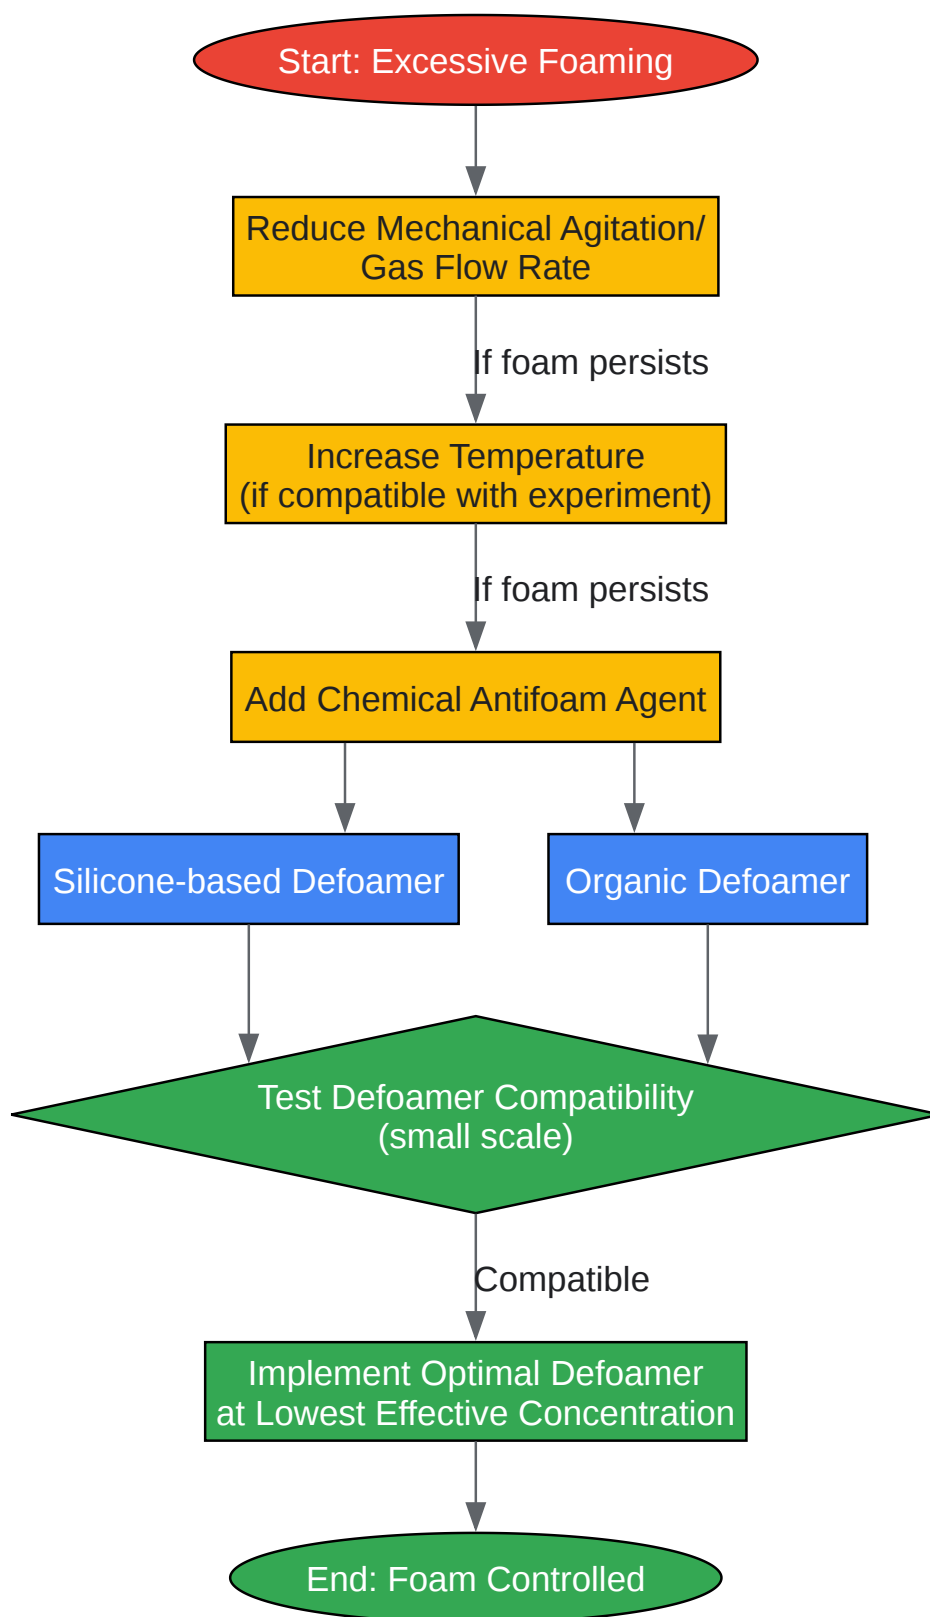 Start: Excessive Foaming
Reduce Mechanical Agitation/
Gas Flow Rate
If foam persists
Increase Temperature
(if compatible with experiment)
If foam persists
Add Chemical Antifoam Agent
Silicone-based Defoamer
Organic Defoamer
Test Defoamer Compatibility
(small scale)
Compatible
Implement Optimal Defoamer
at Lowest Effective Concentration
End: Foam Controlled